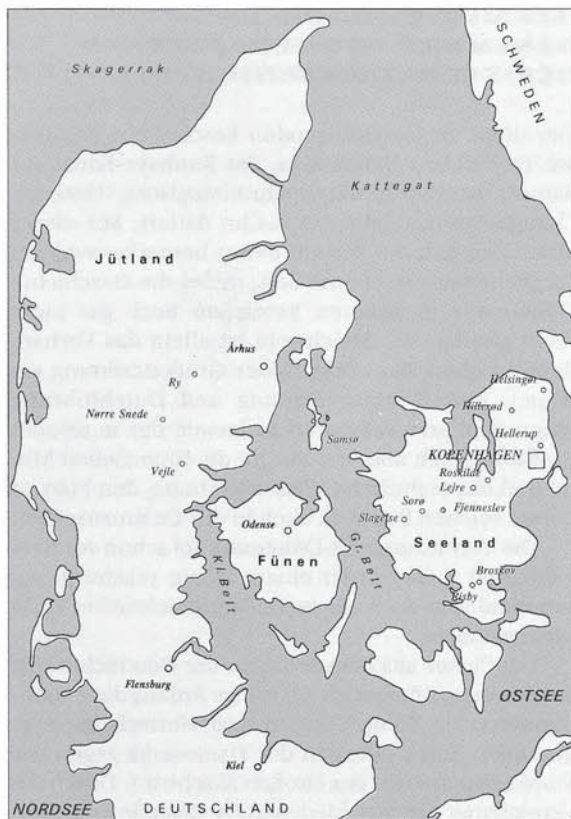 SCHWEDEN
Skagerrak
Kattegat
Jütland
Århus
Ry
Helsingør
Hillerød
Nørre Snede
Samsø
Hellerup
KOPENHAGEN
Roskilde
Vejle
Lejre
Sorø
Fjenneslev
Slagelse
Odense
Seeland
Fünen
Kl. Belt
Gr. Belt
Broskov
Risby
Flensburg
OSTSEE
Kiel
NORDSEE
DEUTSCHLAND